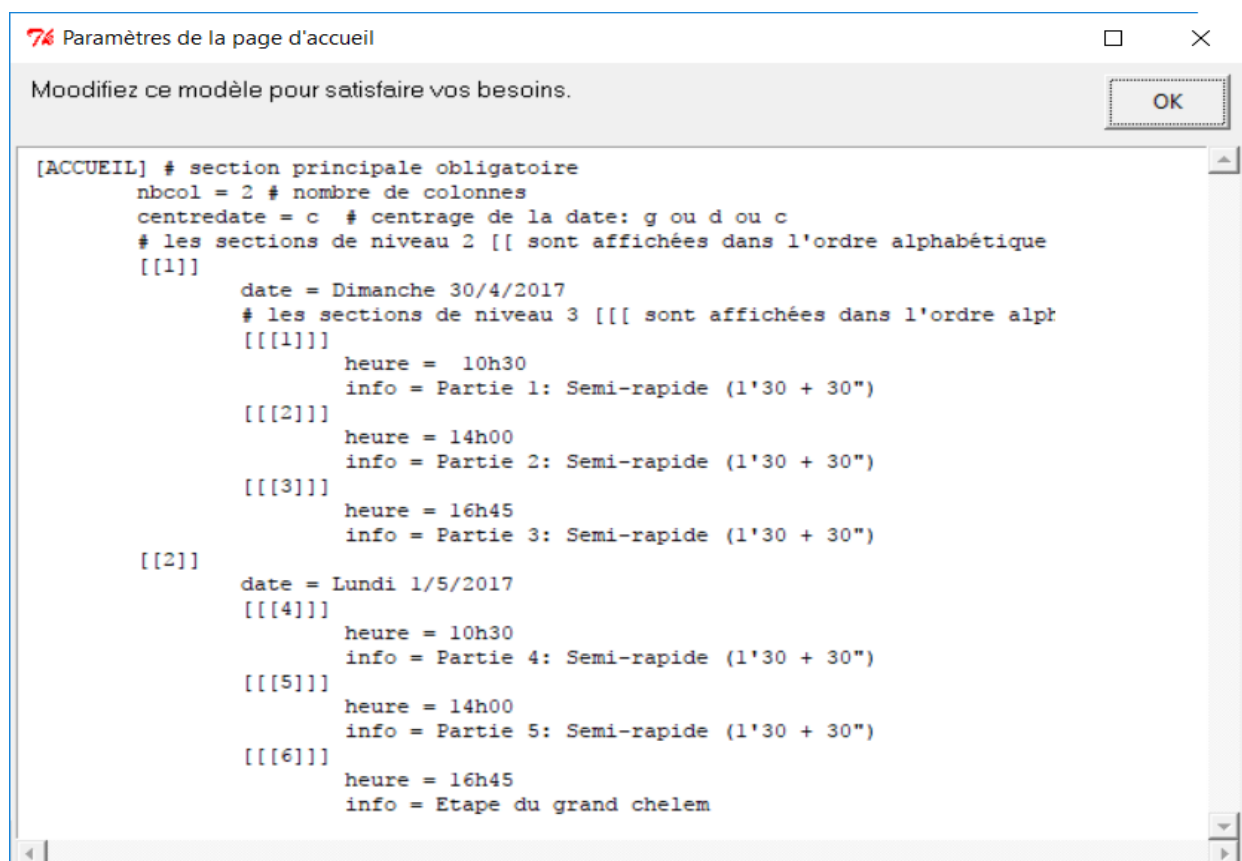 Paramètres de la page d'accueil
Moodifiez ce modèle pour satisfaire vos besoins.
OK
[ACCUEIL] # section principale obligatoire
nbcol = 2 # nombre de colonnes
centredate = c  # centrage de la date: g ou d ou c
# les sections de niveau 2 [[ sont affichées dans l'ordre alphabétique
[[1]]
date = Dimanche 30/4/2017
# les sections de niveau 3 [[[ sont affichées dans l'ordre alph
[[[1]]]
heure =  10h30
info = Partie 1: Semi-rapide (1'30 + 30")
[[[2]]]
heure = 14h00
info = Partie 2: Semi-rapide (1'30 + 30")
[[[3]]]
heure = 16h45
info = Partie 3: Semi-rapide (1'30 + 30")
[[2]]
date = Lundi 1/5/2017
[[[4]]]
heure = 10h30
info = Partie 4: Semi-rapide (1'30 + 30")
[[[5]]]
heure = 14h00
info = Partie 5: Semi-rapide (1'30 + 30")
[[[6]]]
heure = 16h45
info = Etape du grand chelem